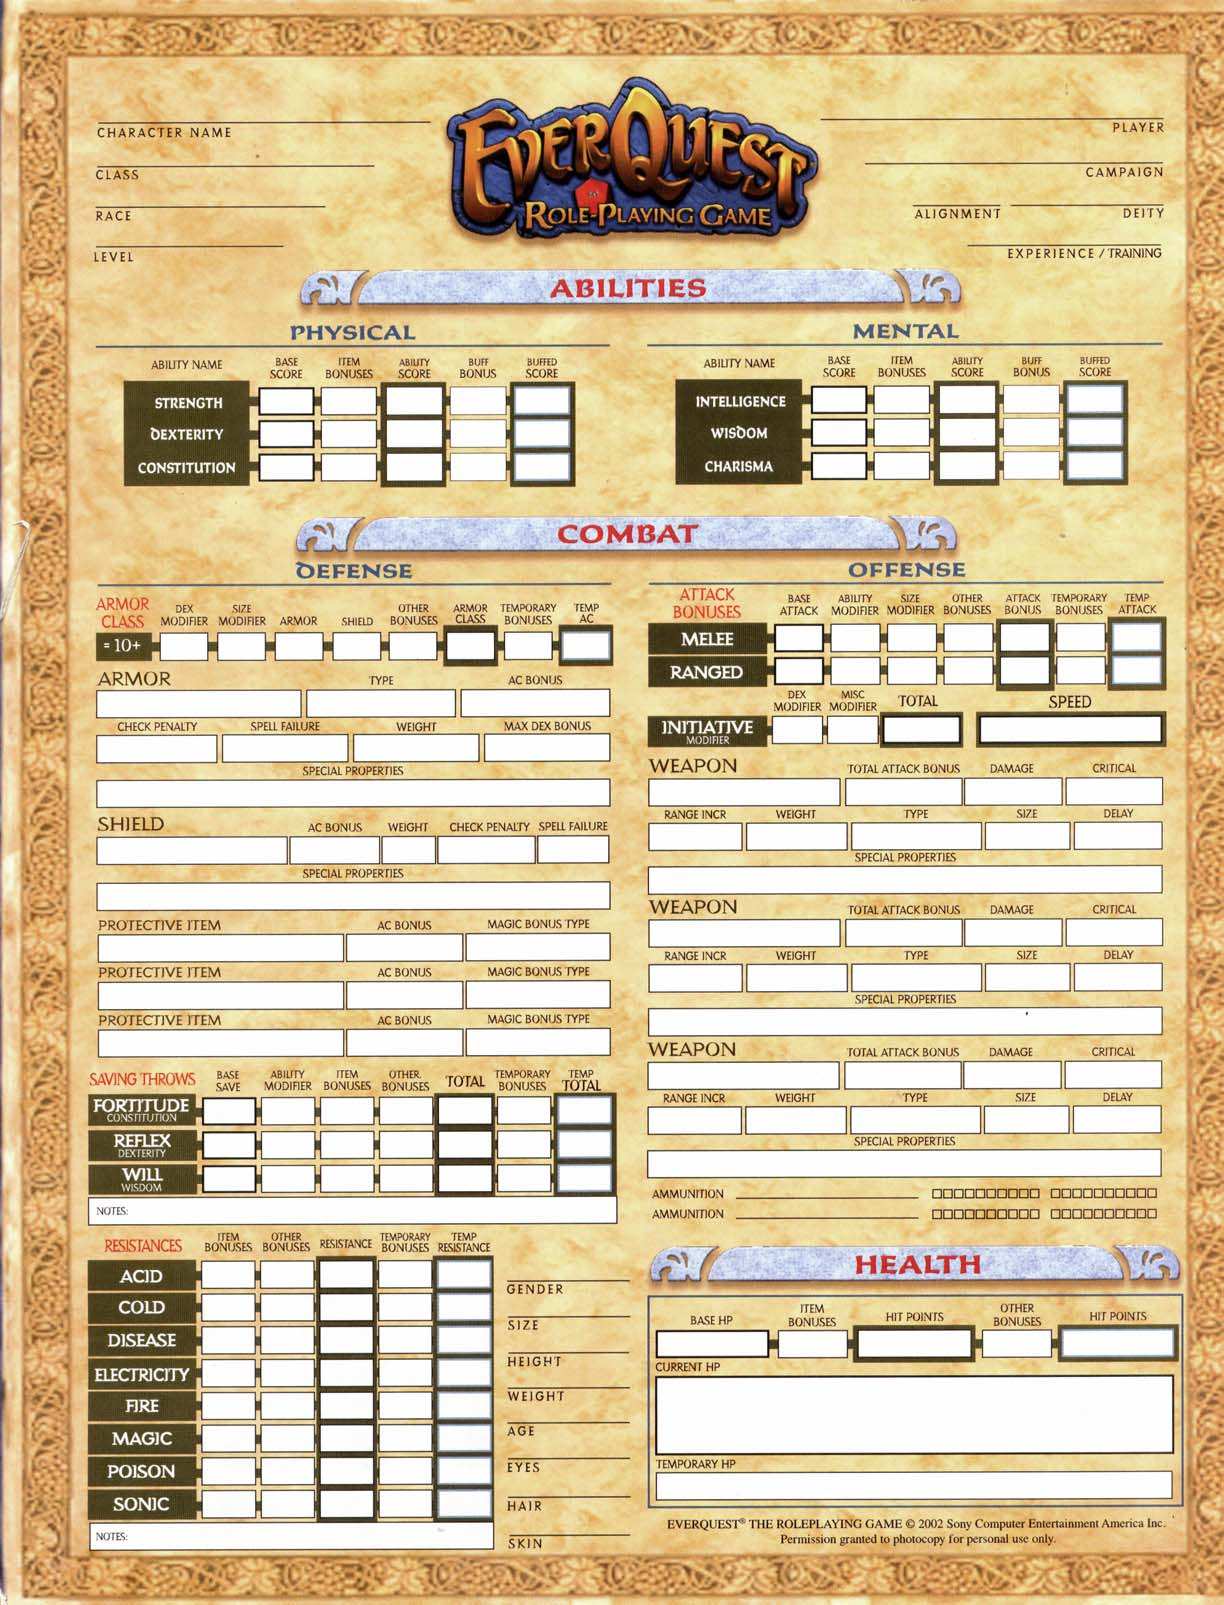 EVERQUEST
ROLE-PLAYING GAME
CHARACTER NAME
CLASS
RACE
LEVEL
PLAYER
CAMPAIGN
ALIGNMENT DEITY
EXPERIENCE / TRAINING
ABILITIES
PHYSICAL
ABILITY NAME BASE SCORE ITEM BONUSES ABILITY SCORE BUFF BONUS BUFFED SCORE
STRENGTH
DEXTERITY
CONSTITUTION
MENTAL
ABILITY NAME BASE SCORE ITEM BONUSES ABILITY SCORE BUFF BONUS BUFFED SCORE
INTELLIGENCE
WISDOM
CHARISMA
COMBAT
DEFENSE
ARMOR CLASS DEX MODIFIER SIZE MODIFIER ARMOR SHIELD OTHER BONUSES ARMOR CLASS TEMPORARY BONUSES TEMP AC
= 10+
ARMOR TYPE AC BONUS
CHECK PENALTY SPELL FAILURE WEIGHT MAX DEX BONUS
SPECIAL PROPERTIES
SHIELD AC BONUS WEIGHT CHECK PENALTY SPELL FAILURE
SPECIAL PROPERTIES
PROTECTIVE ITEM AC BONUS MAGIC BONUS TYPE
PROTECTIVE ITEM AC BONUS MAGIC BONUS TYPE
PROTECTIVE ITEM AC BONUS MAGIC BONUS TYPE
SAVING THROWS BASE SAVE ABILITY MODIFIER ITEM BONUSES OTHER BONUSES TOTAL TEMPORARY BONUSES TEMP TOTAL
FORTITUDE
CONSTITUTION
REFLEX
DEXTERITY
WILL
WISDOM
NOTES:
RESISTANCES ITEM BONUSES OTHER BONUSES RESISTANCE TEMPORARY BONUSES TEMP RESISTANCE
ACID
COLD
DISEASE
ELECTRICITY
FIRE
MAGIC
POISON
SONIC
NOTES:
GENDER
SIZE
HEIGHT
WEIGHT
AGE
EYES
HAIR
SKIN
OFFENSE
ATTACK BONUSES BASE ATTACK ABILITY MODIFIER SIZE MODIFIER OTHER BONUSES ATTACK BONUS TEMPORARY BONUSES TEMP ATTACK
MELEE
RANGED
DEX MODIFIER MISC MODIFIER TOTAL SPEED
INITIATIVE
MODIFIER
WEAPON TOTAL ATTACK BONUS DAMAGE CRITICAL
RANGE INCR WEIGHT TYPE SIZE DELAY
SPECIAL PROPERTIES
WEAPON TOTAL ATTACK BONUS DAMAGE CRITICAL
RANGE INCR WEIGHT TYPE SIZE DELAY
SPECIAL PROPERTIES
WEAPON TOTAL ATTACK BONUS DAMAGE CRITICAL
RANGE INCR WEIGHT TYPE SIZE DELAY
SPECIAL PROPERTIES
AMMUNITION
AMMUNITION
HEALTH
BASE HP ITEM BONUSES HIT POINTS OTHER BONUSES HIT POINTS
CURRENT HP
TEMPORARY HP
EVERQUEST® THE ROLEPLAYING GAME © 2002 Sony Computer Entertainment America Inc.
Permission granted to photocopy for personal use only.